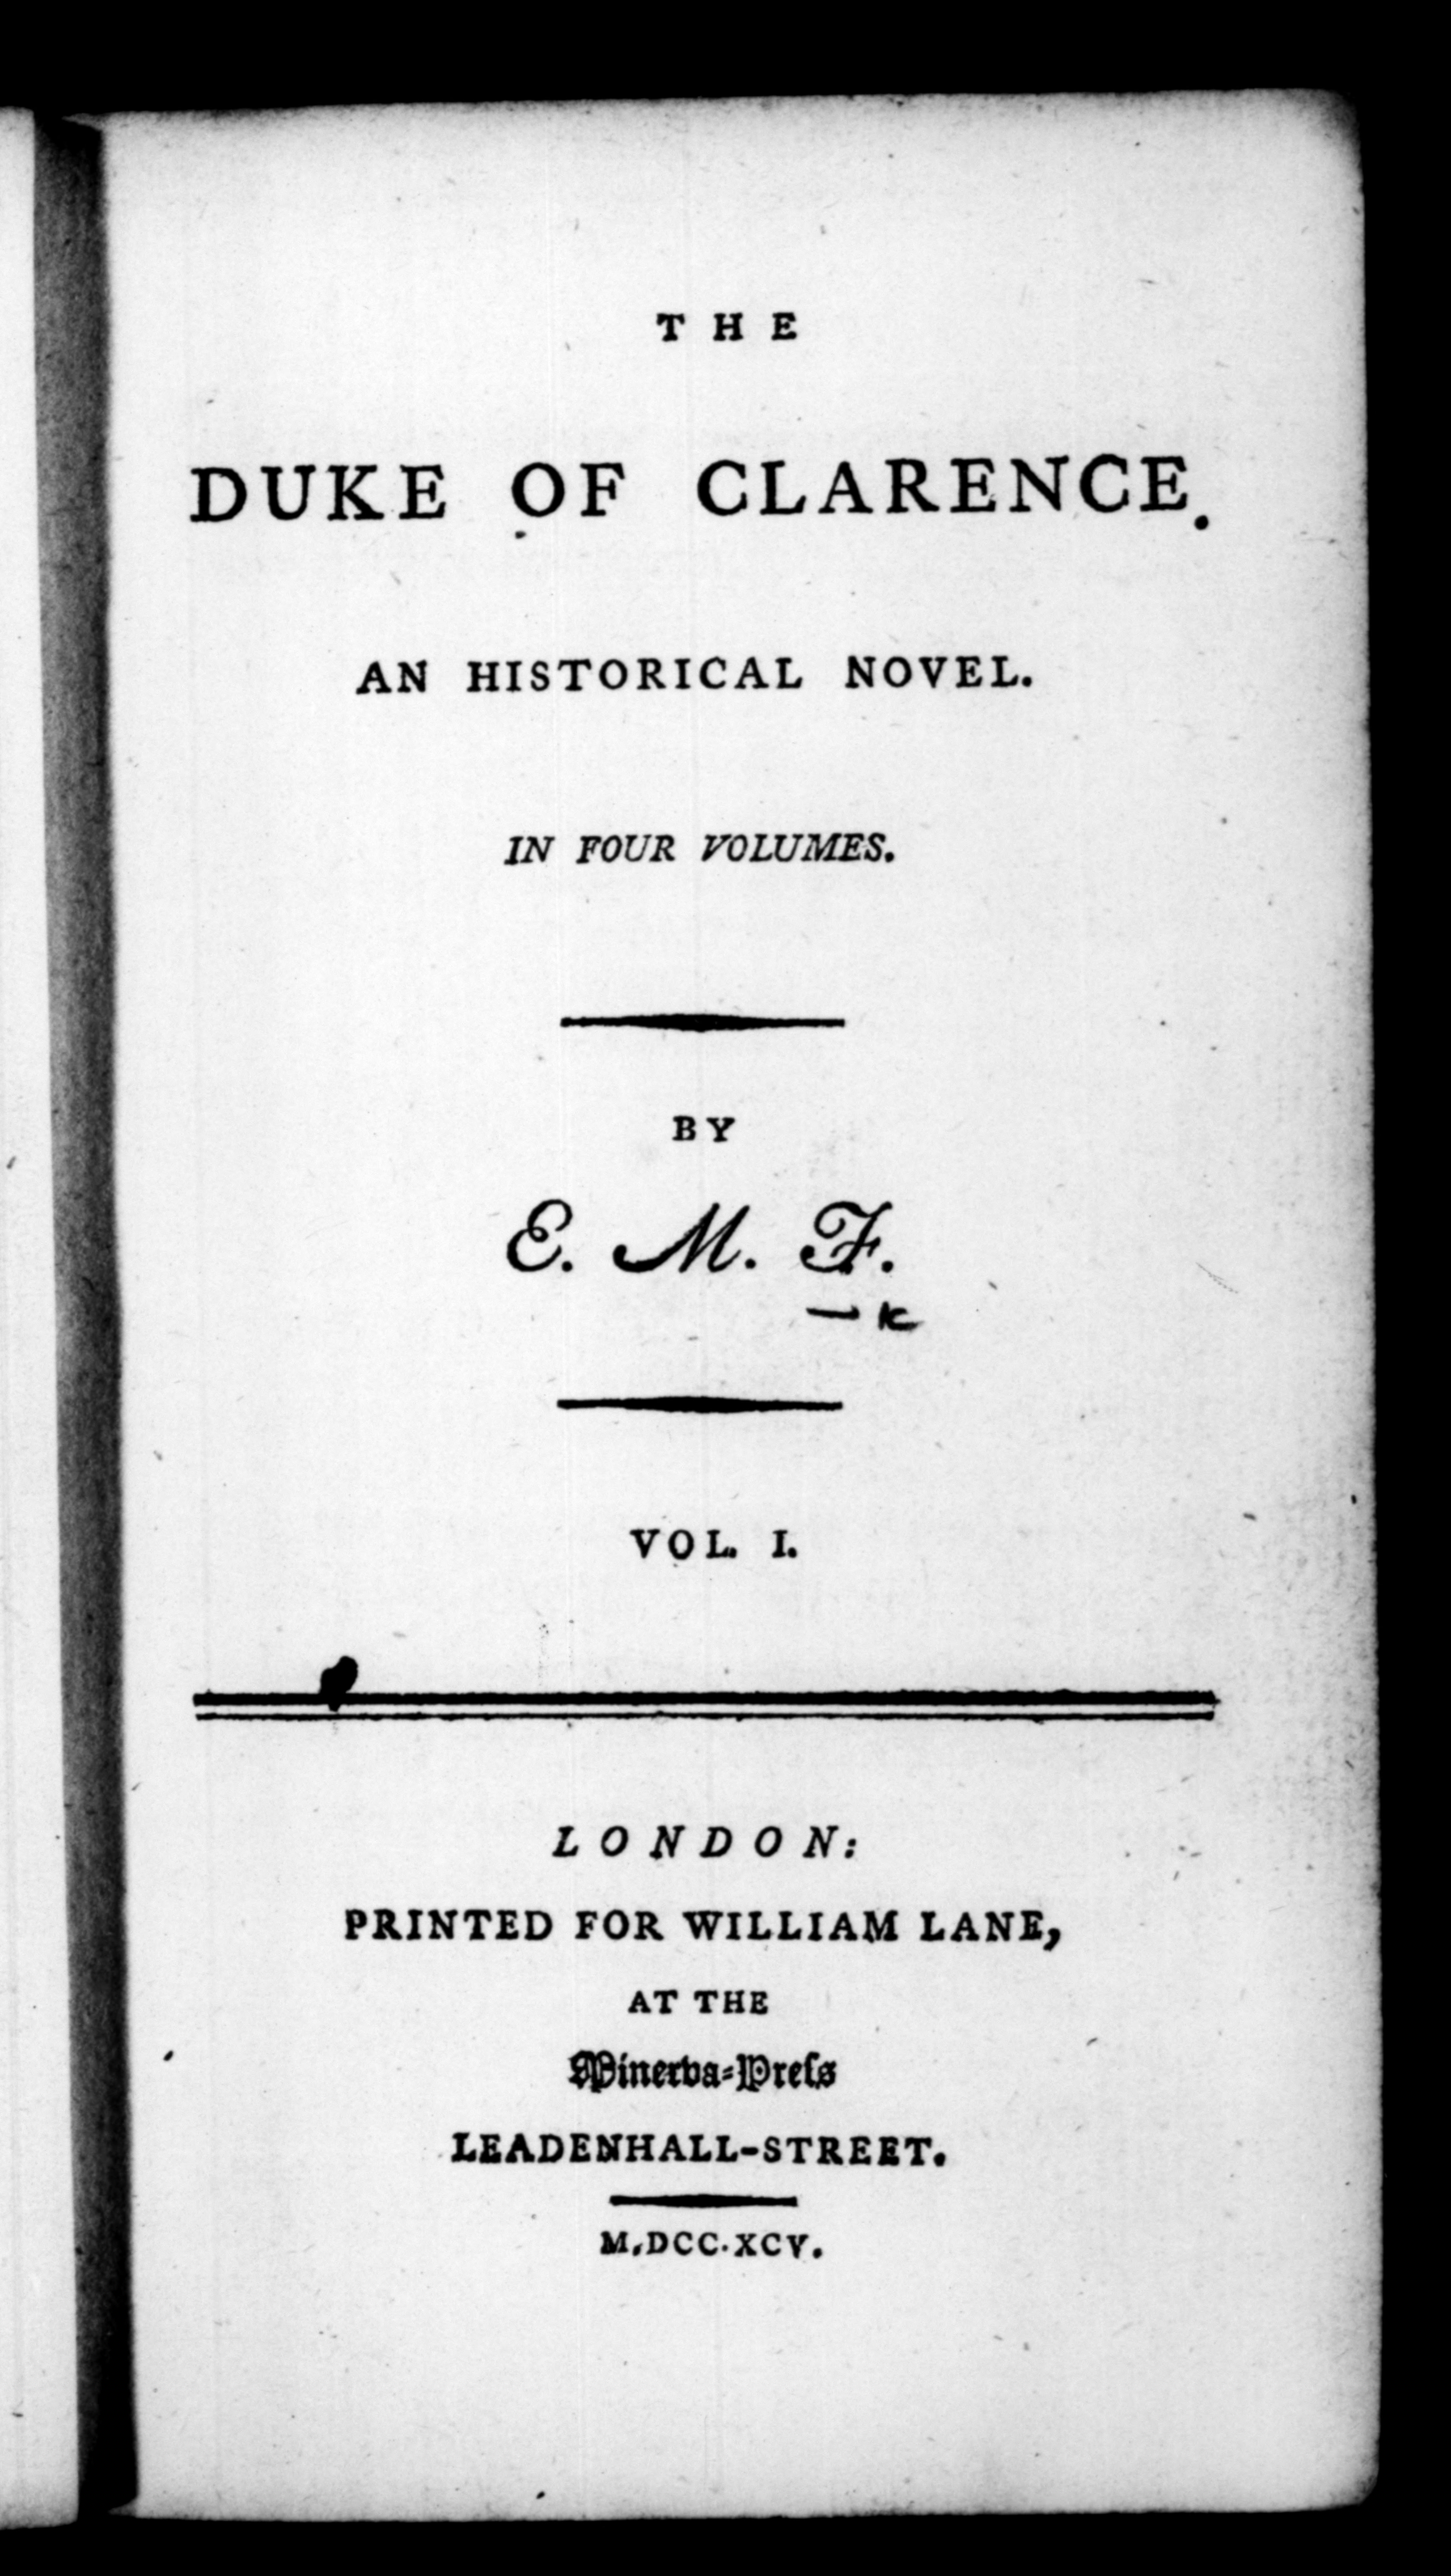 THE
DUKE OF CLARENCE.
AN HISTORICAL NOVEL.
IN FOUR VOLUMES.
BY
E. M. F.
— K
VOL. I.
LONDON:
PRINTED FOR WILLIAM LANE,
AT THE
Minerva-Preſs
LEADENHALL-STREET.
M.DCC.XCV.